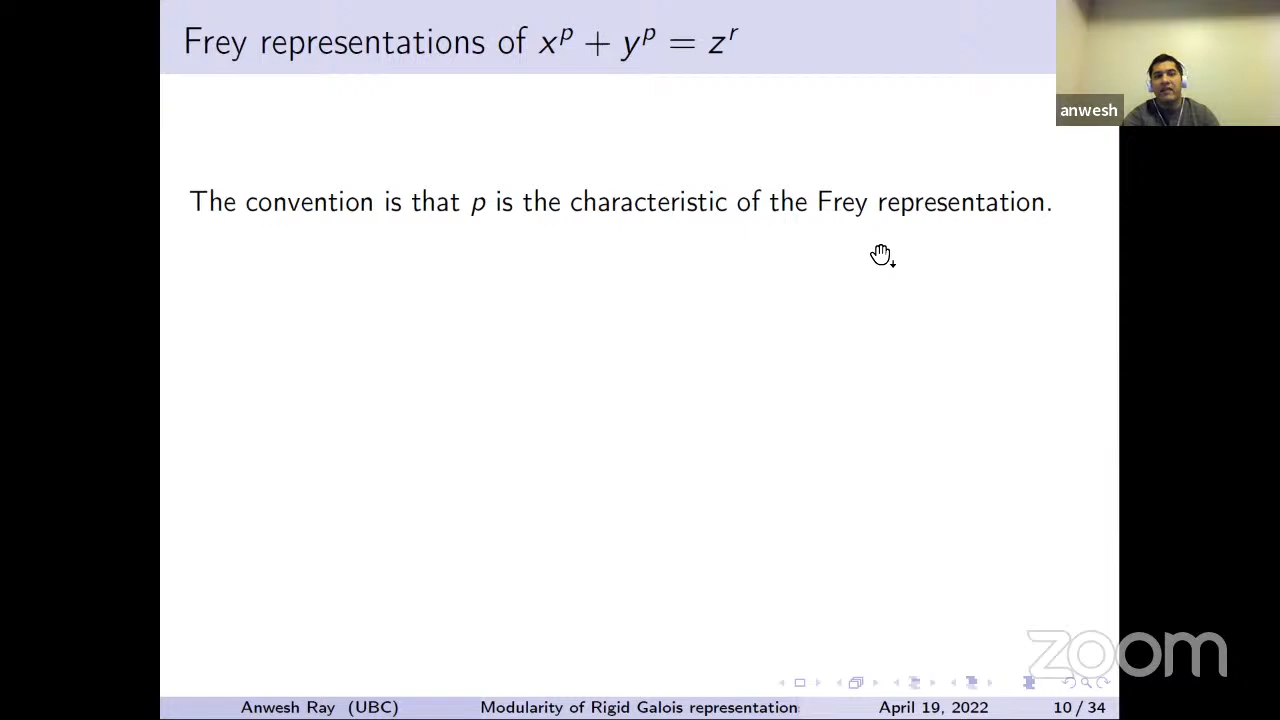 Frey representations of x^p + y^p = z^r
anwesh
The convention is that p is the characteristic of the Frey representation.
zoom
Anwesh Ray (UBC) Modularity of Rigid Galois representation April 19, 2022 10 / 34